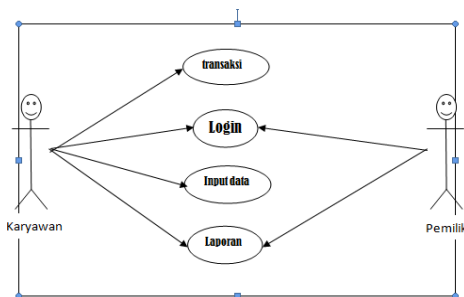 transaksi
Login
Input data
Laporan
Karyawan
Pemilik